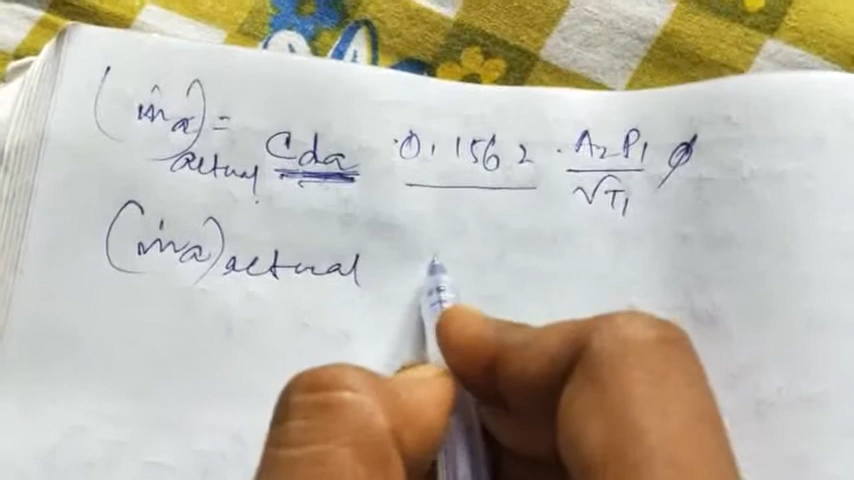 (ṁa)actual = Cda · 0.1562 · A₂P₁/√T₁ φ
(ṁa)actual